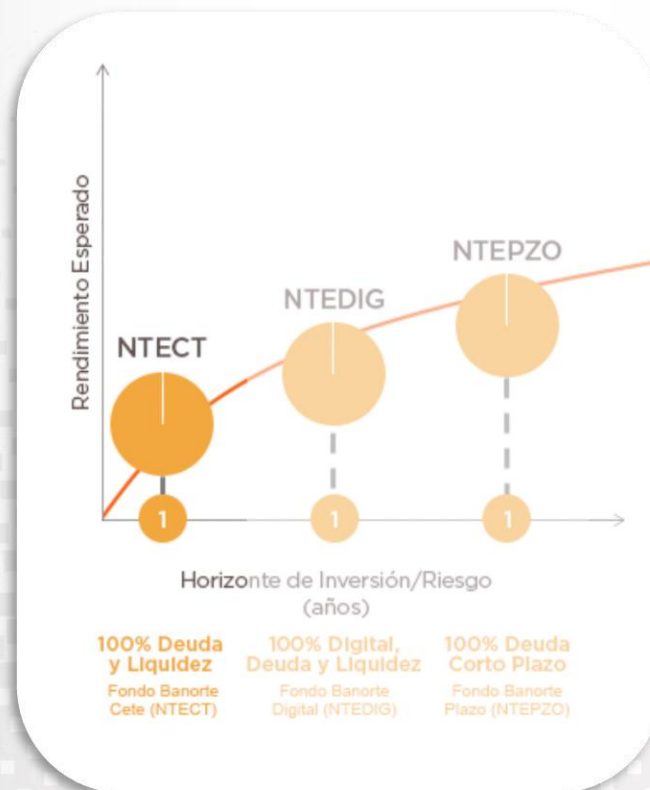 Rendimiento Esperado
NTECT
NTEDIG
NTEPZO
1
1
1
Horizonte de Inversión/Riesgo
(años)
100% Deuda
y Liquidez
Fondo Banorte
Cete (NTECT)
100% Digital,
Deuda y Liquidez
Fondo Banorte
Digital (NTEDIG)
100% Deuda
Corto Plazo
Fondo Banorte
Plazo (NTEPZO)